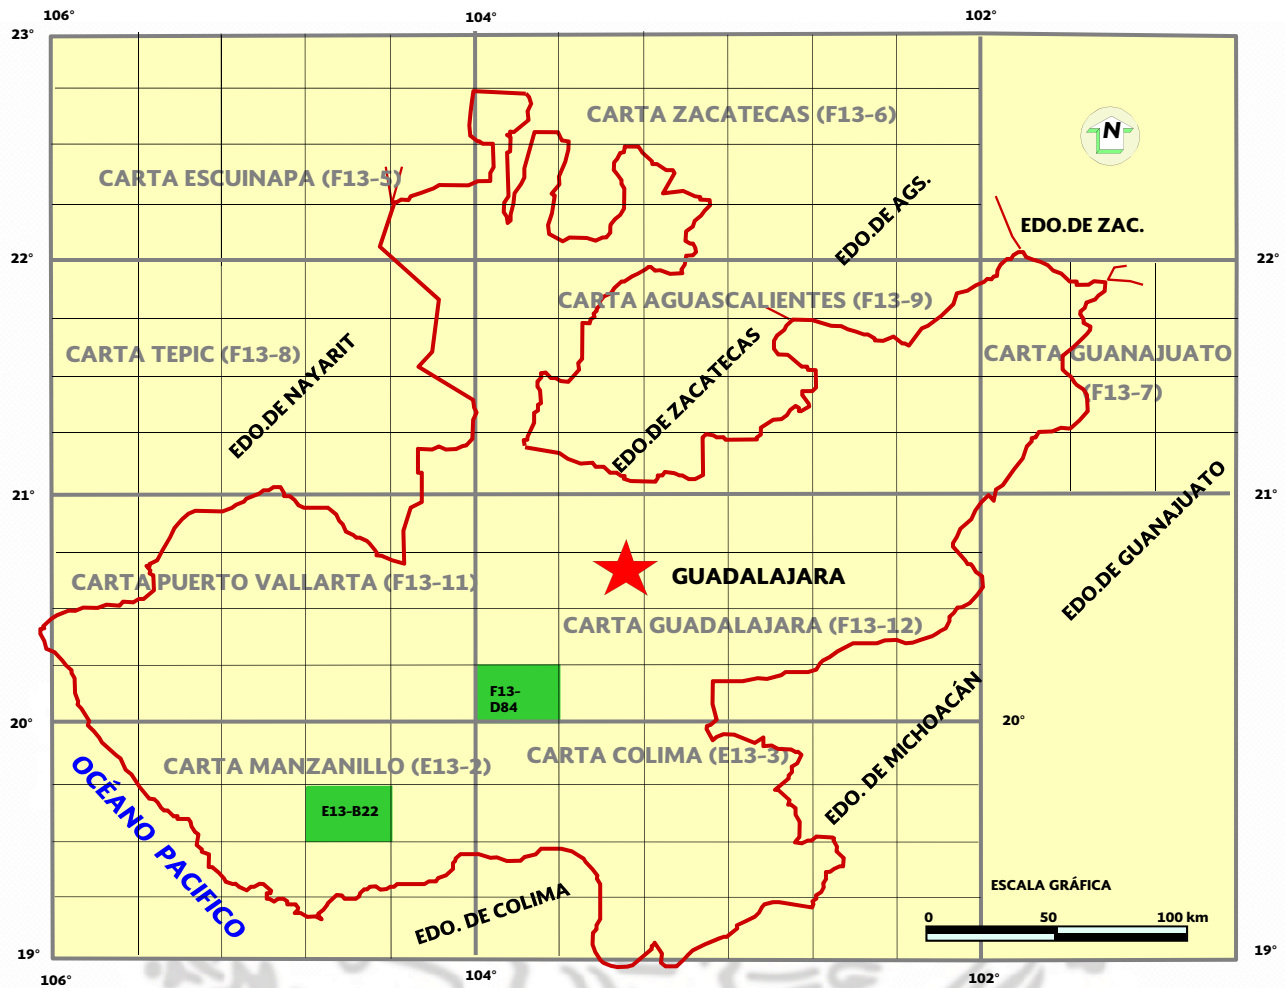 106°
104°
102°
23°
CARTA ZACATECAS (F13-6)
N
CARTA ESCUINAPA (F13-5)
EDO.DE AGS.
EDO.DE ZAC.
22°
22°
CARTA AGUASCALIENTES (F13-9)
CARTA TEPIC (F13-8)
EDO.DE NAYARIT
EDO.DE ZACATECAS
CARTA GUANAJUATO
(F13-7)
21°
21°
EDO.DE GUANAJUATO
CARTA PUERTO VALLARTA (F13-11)
GUADALAJARA
CARTA GUADALAJARA (F13-12)
F13-
D84
20°
20°
CARTA MANZANILLO (E13-2)
CARTA COLIMA (E13-3)
EDO. DE MICHOACÁN
OCÉANO PACIFICO
E13-B22
EDO. DE COLIMA
ESCALA GRÁFICA
0 50 100 km
19°
19°
106°
104°
102°